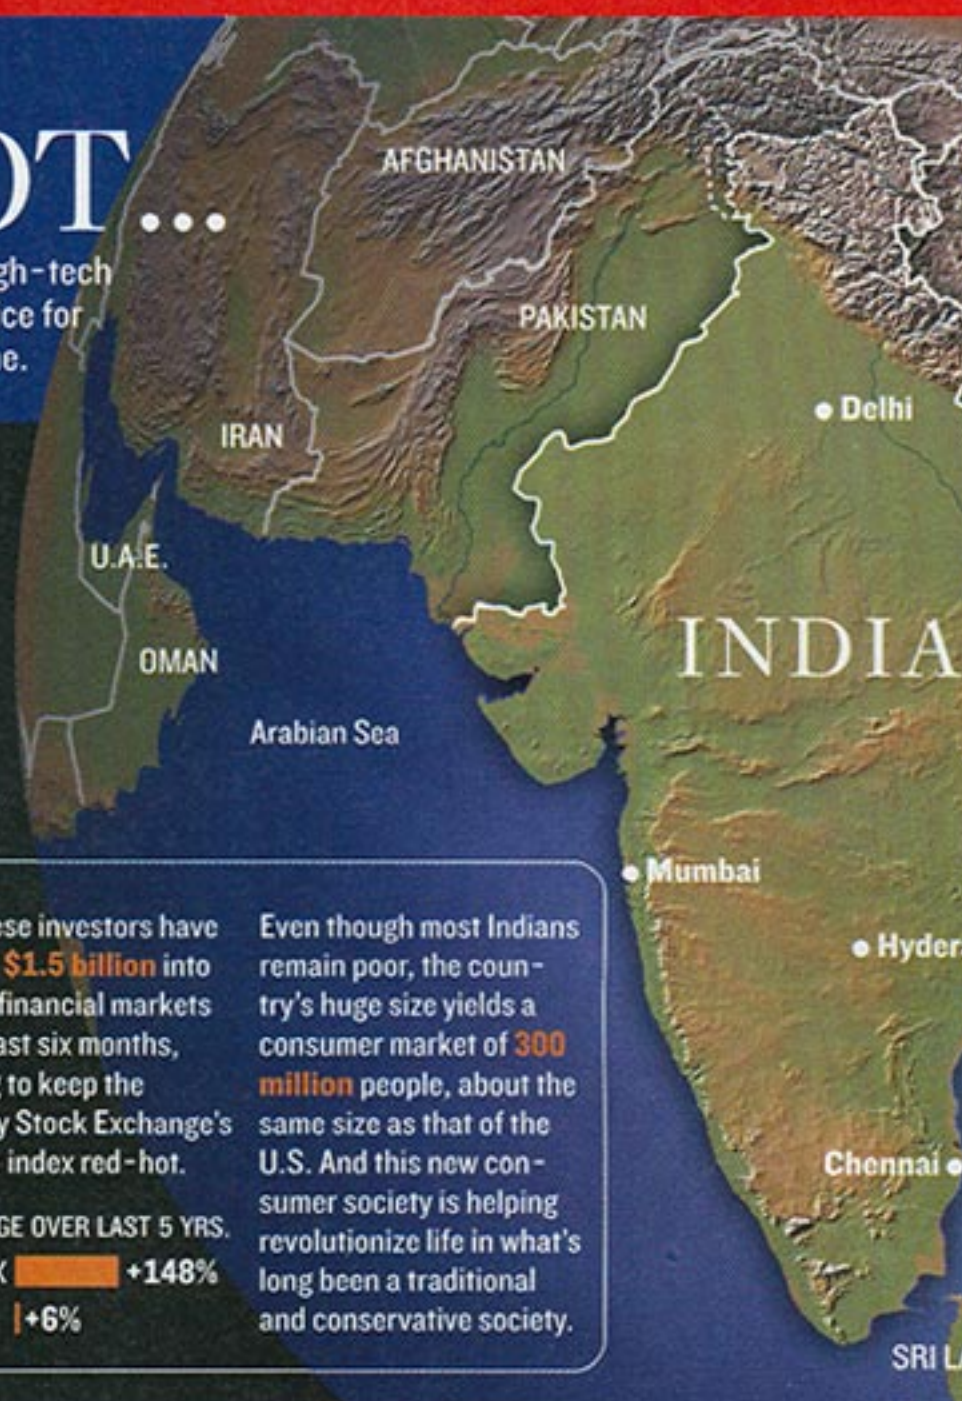 OT...
gh-tech
ice for
e.
AFGHANISTAN
PAKISTAN
IRAN
Delhi
U.A.E.
OMAN
INDIA
Arabian Sea
Mumbai
Hyder
Chennai
SRI LA
ese investors have
$1.5 billion into
financial markets
ast six months,
to keep the
y Stock Exchange's
index red-hot.
GE OVER LAST 5 YRS.
X +148%
+6%
Even though most Indians
remain poor, the coun-
try's huge size yields a
consumer market of 300
million people, about the
same size as that of the
U.S. And this new con-
sumer society is helping
revolutionize life in what's
long been a traditional
and conservative society.